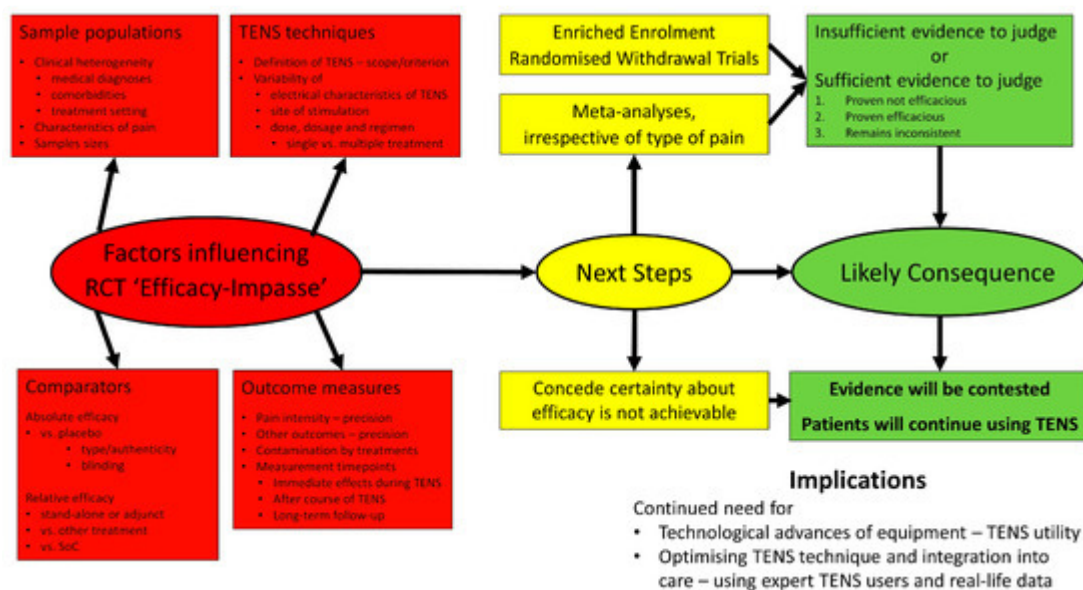 Sample populations
• Clinical heterogeneity
• medical diagnoses
• comorbidities
• treatment setting
• Characteristics of pain
• Samples sizes
TENS techniques
• Definition of TENS – scope/criterion
• Variability of
• electrical characteristics of TENS
• site of stimulation
• dose, dosage and regimen
• single vs. multiple treatment
Enriched Enrolment
Randomised Withdrawal Trials
Meta-analyses,
irrespective of type of pain
Insufficient evidence to judge
or
Sufficient evidence to judge
1. Proven not efficacious
2. Proven efficacious
3. Remains inconsistent
Factors influencing
RCT ‘Efficacy-Impasse’
Next Steps
Likely Consequence
Comparators
Absolute efficacy
• vs. placebo
• type/authenticity
• blinding
Relative efficacy
• stand-alone or adjunct
• vs. other treatment
• vs. SoC
Outcome measures
• Pain intensity – precision
• Other outcomes – precision
• Contamination by treatments
• Measurement timepoints
• Immediate effects during TENS
• After course of TENS
• Long-term follow-up
Concede certainty about
efficacy is not achievable
Evidence will be contested
Patients will continue using TENS
Implications
Continued need for
• Technological advances of equipment – TENS utility
• Optimising TENS technique and integration into
care – using expert TENS users and real-life data